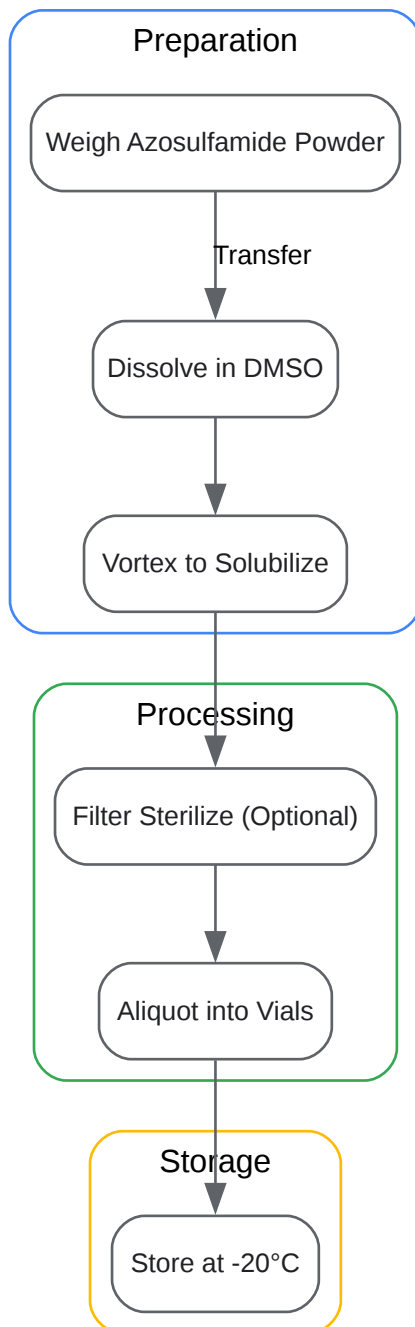 Preparation
Weigh Azosulfamide Powder
Transfer
Dissolve in DMSO
Vortex to Solubilize
Processing
Filter Sterilize (Optional)
Aliquot into Vials
Storage
Store at -20°C